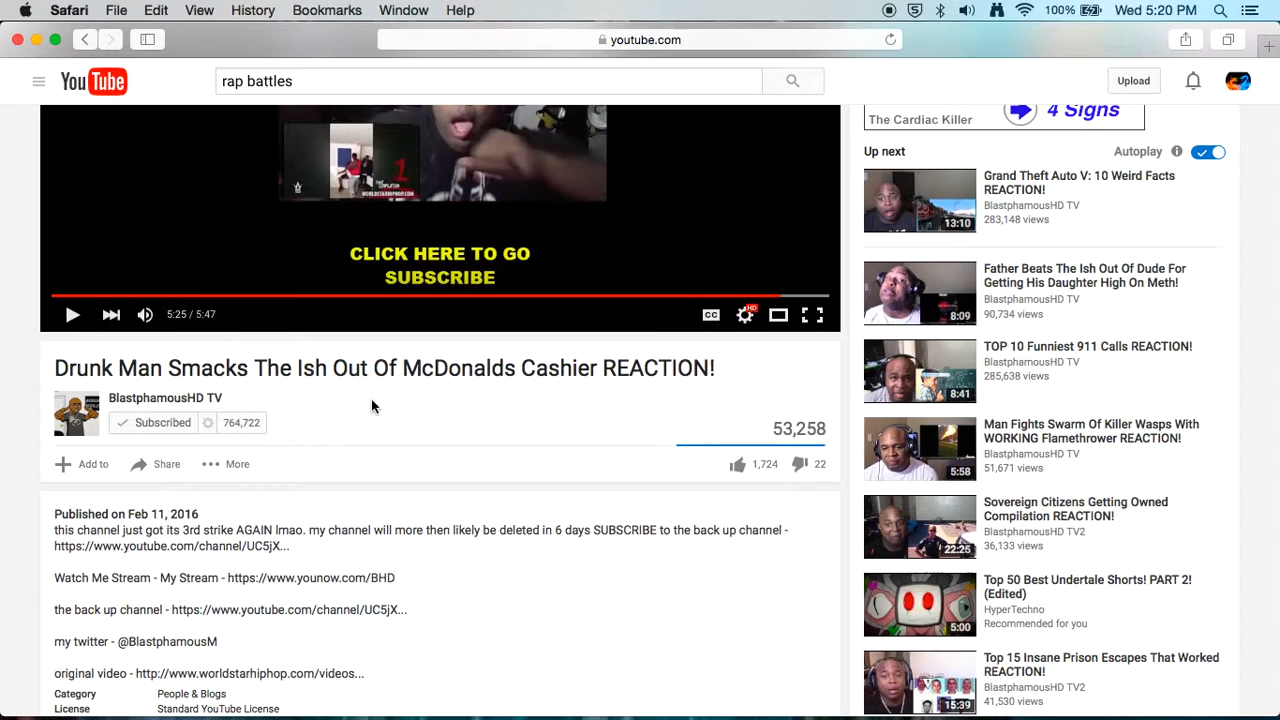 Safari File Edit View History Bookmarks Window Help 5 100% Wed 5:20 PM
youtube.com
YouTube rap battles Upload
1
WORLDSTARHIPHOP.COM
CLICK HERE TO GO
SUBSCRIBE
5:25 / 5:47 CC HD
Drunk Man Smacks The Ish Out Of McDonalds Cashier REACTION!
BlastphamousHD TV
Subscribed 764,722
53,258
Add to Share More 1,724 22
Published on Feb 11, 2016
this channel just got its 3rd strike AGAIN lmao. my channel will more then likely be deleted in 6 days SUBSCRIBE to the back up channel -
https://www.youtube.com/channel/UC5jX...
Watch Me Stream - My Stream - https://www.younow.com/BHD
the back up channel - https://www.youtube.com/channel/UC5jX...
my twitter - @BlastphamousM
original video - http://www.worldstarhiphop.com/videos...
Category People & Blogs
License Standard YouTube License
The Cardiac Killer 4 Signs
Up next Autoplay
Grand Theft Auto V: 10 Weird Facts
REACTION!
BlastphamousHD TV
283,148 views
13:10
Father Beats The Ish Out Of Dude For
Getting His Daughter High On Meth!
BlastphamousHD TV
90,734 views
8:09
TOP 10 Funniest 911 Calls REACTION!
BlastphamousHD TV
285,638 views
8:41
Man Fights Swarm Of Killer Wasps With
WORKING Flamethrower REACTION!
BlastphamousHD TV
51,671 views
5:58
Sovereign Citizens Getting Owned
Compilation REACTION!
BlastphamousHD TV2
36,133 views
22:25
Top 50 Best Undertale Shorts! PART 2!
(Edited)
HyperTechno
Recommended for you
5:00
Top 15 Insane Prison Escapes That Worked
REACTION!
BlastphamousHD TV2
41,530 views
15:39